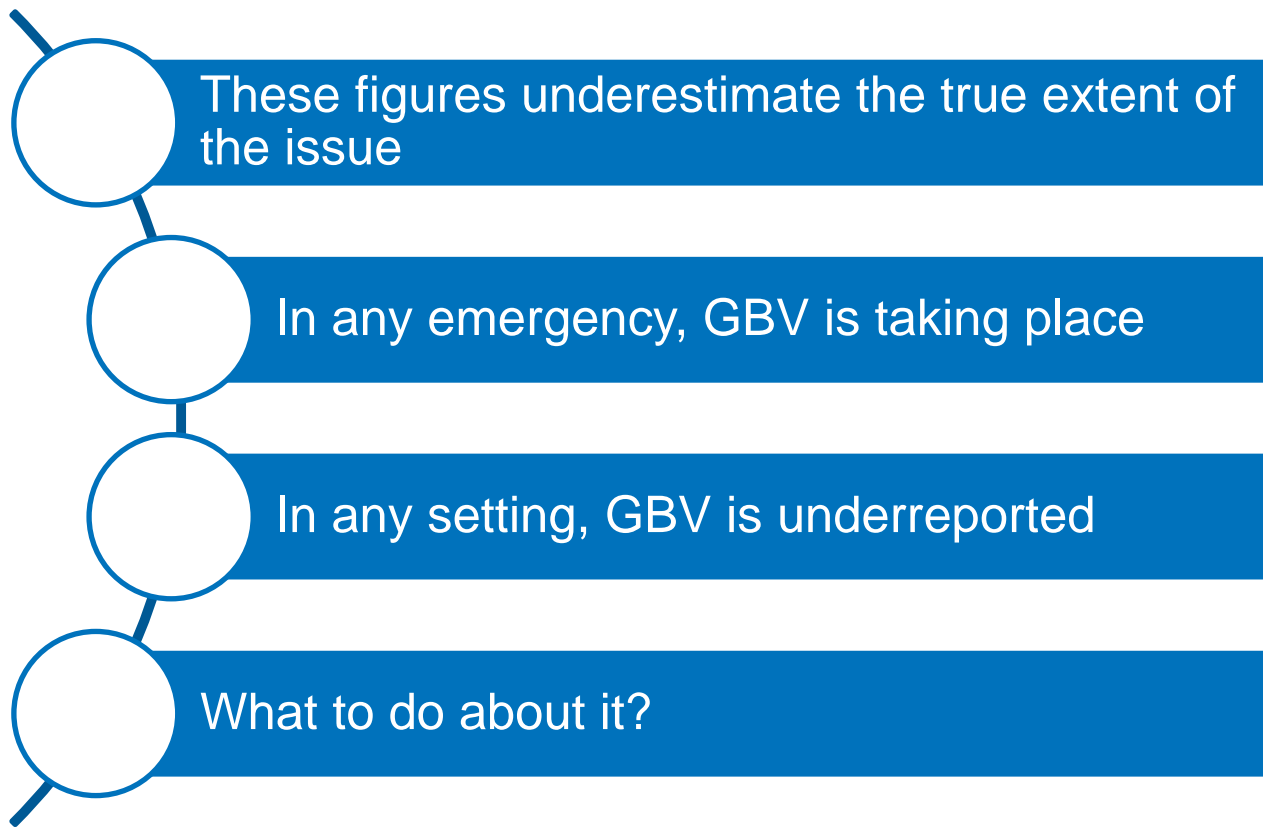 These figures underestimate the true extent of
the issue
In any emergency, GBV is taking place
In any setting, GBV is underreported
What to do about it?